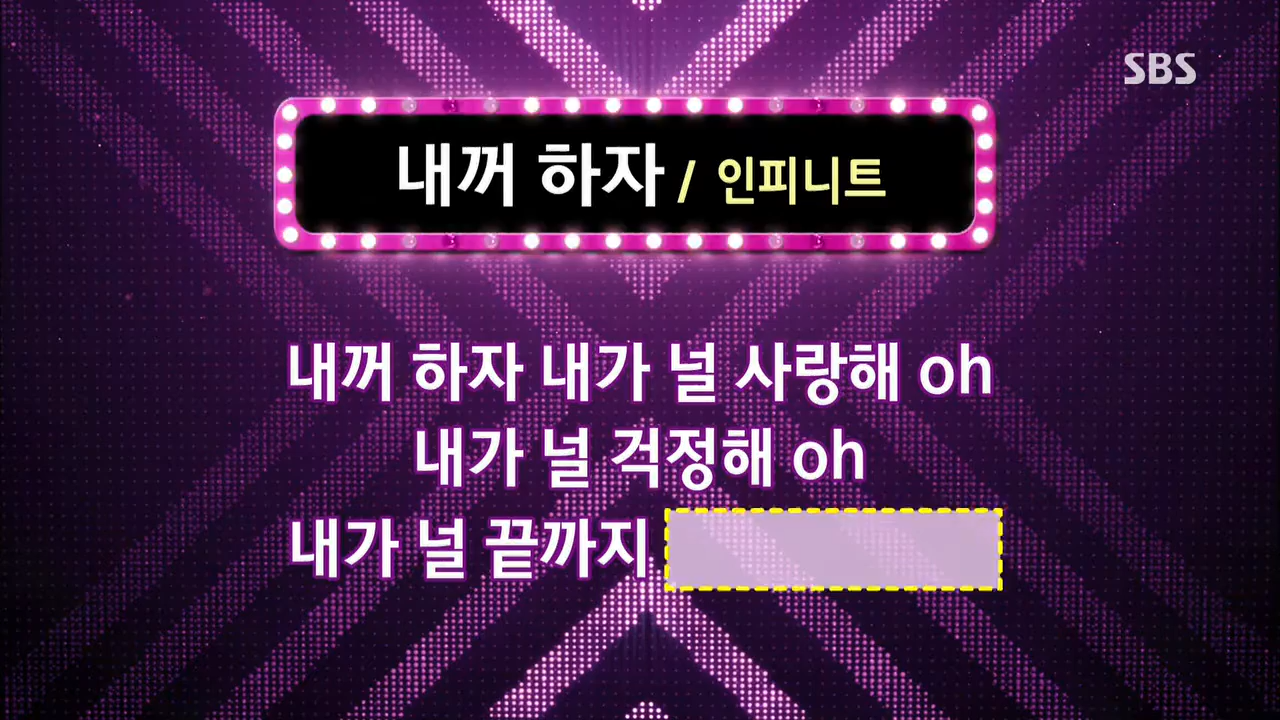 SBS
내꺼 하자 / 인피니트
내꺼 하자 내가 널 사랑해 oh
내가 널 걱정해 oh
내가 널 끝까지